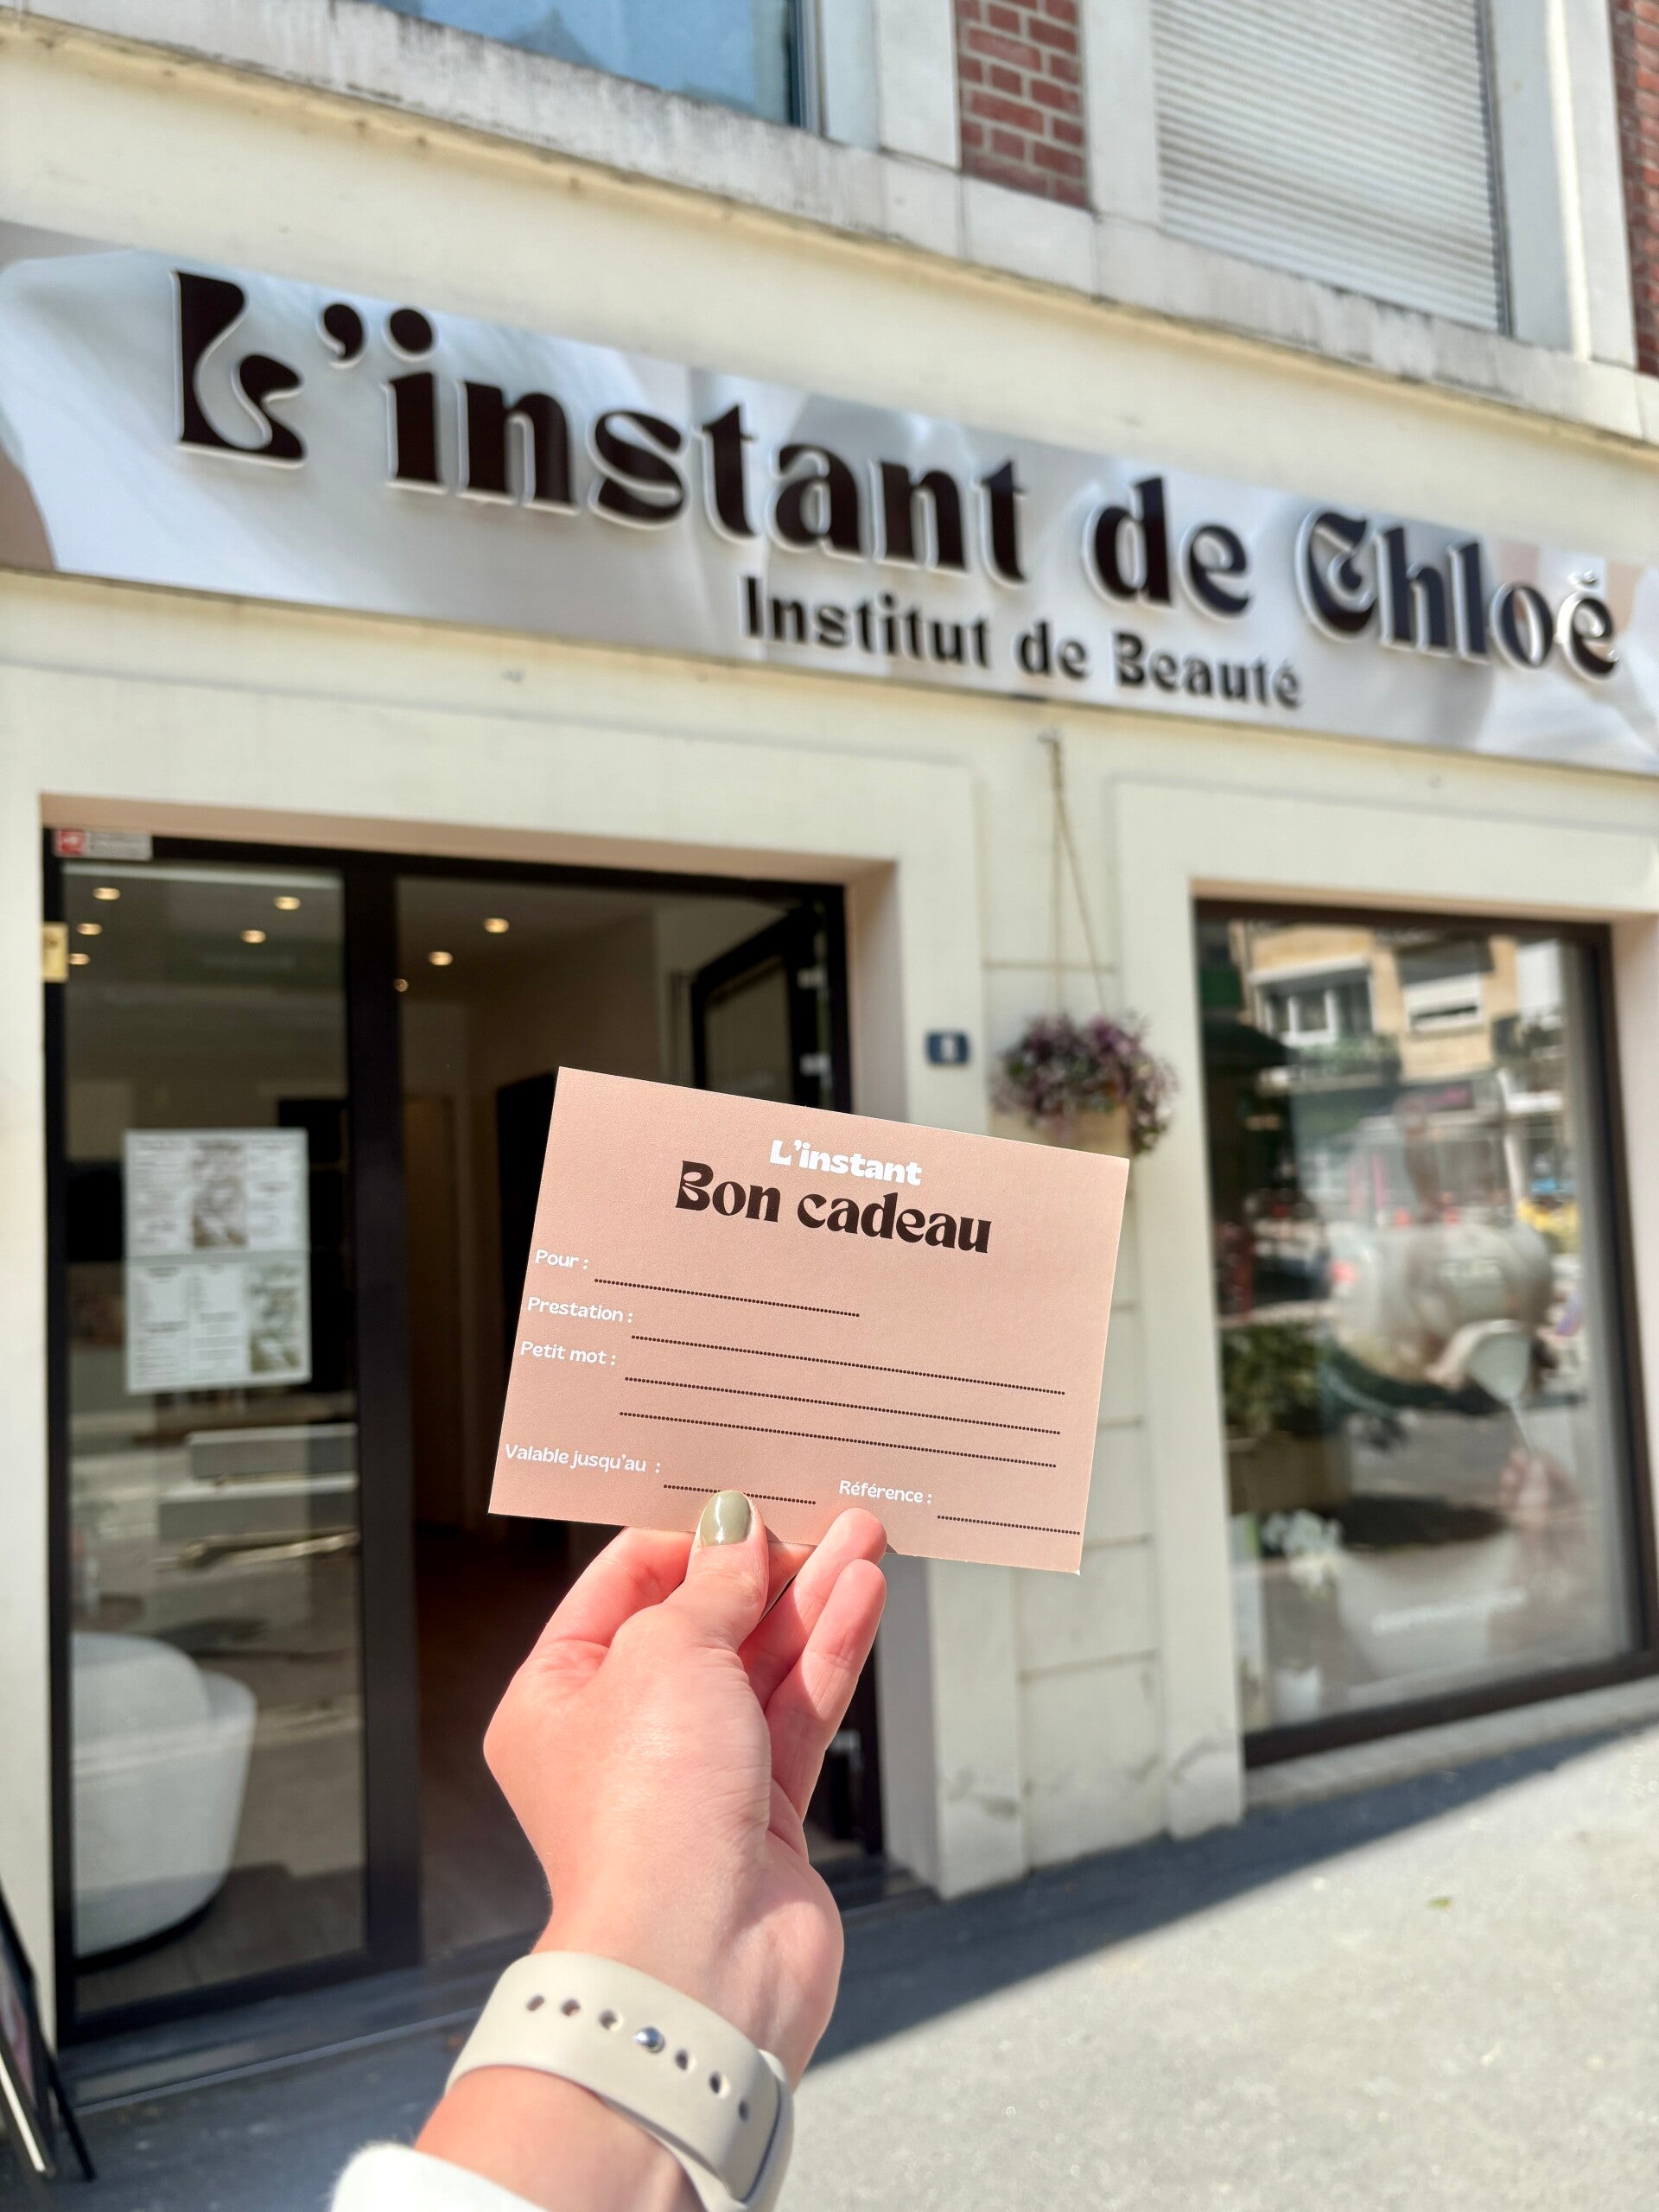 L'instant de Chloé
Institut de Beauté
L'instant
Bon cadeau
Pour :
Prestation :
Petit mot :
Valable jusqu'au :
Référence :